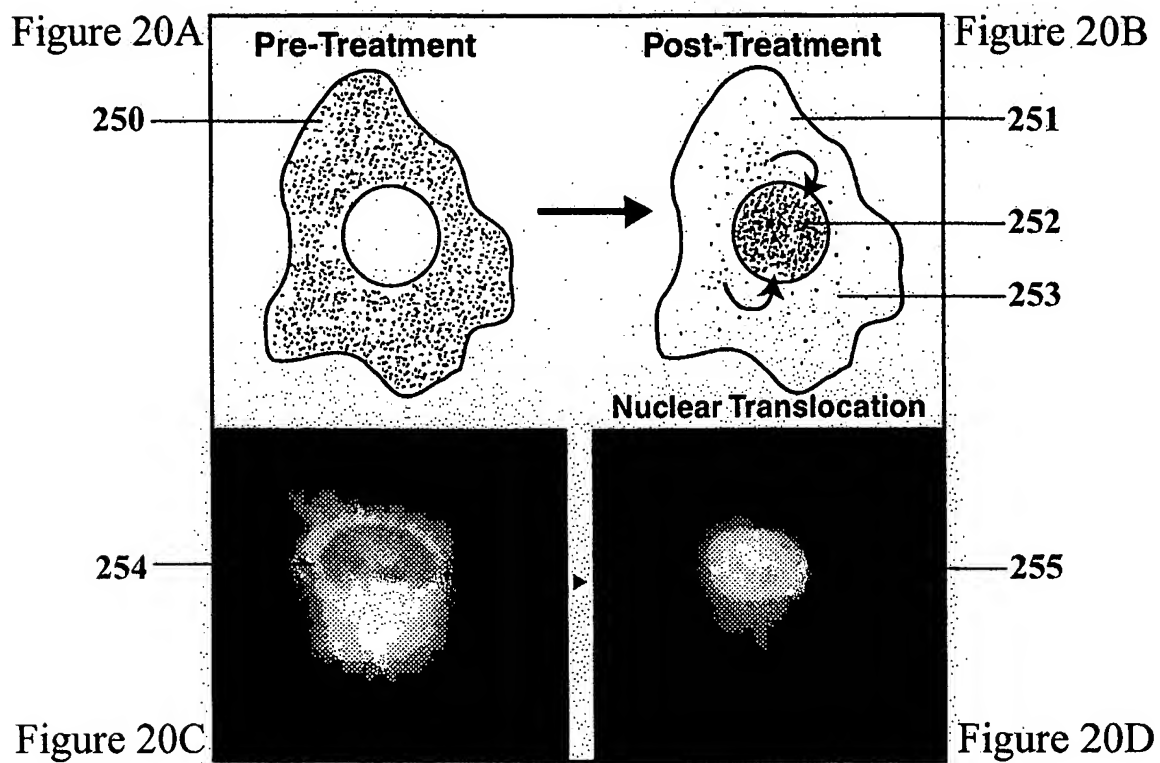 Figure 20A
Pre-Treatment
Post-Treatment
Figure 20B
250
251
252
253
Nuclear Translocation
254
255
Figure 20C
Figure 20D